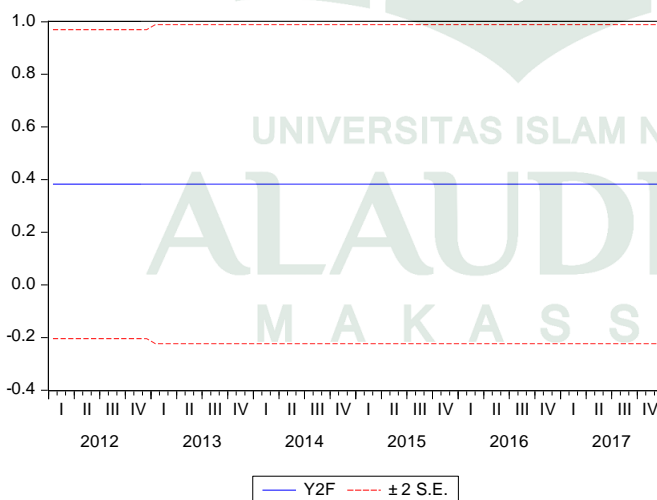 1.0
0.8
0.6
0.4
0.2
0.0
-0.2
-0.4
UNIVERSITAS ISLAM N
ALAUDI
MAKASS
I II III IV I II III IV I II III IV I II III IV I II III IV I II III IV
2012 2013 2014 2015 2016 2017
Y2F ± 2 S.E.